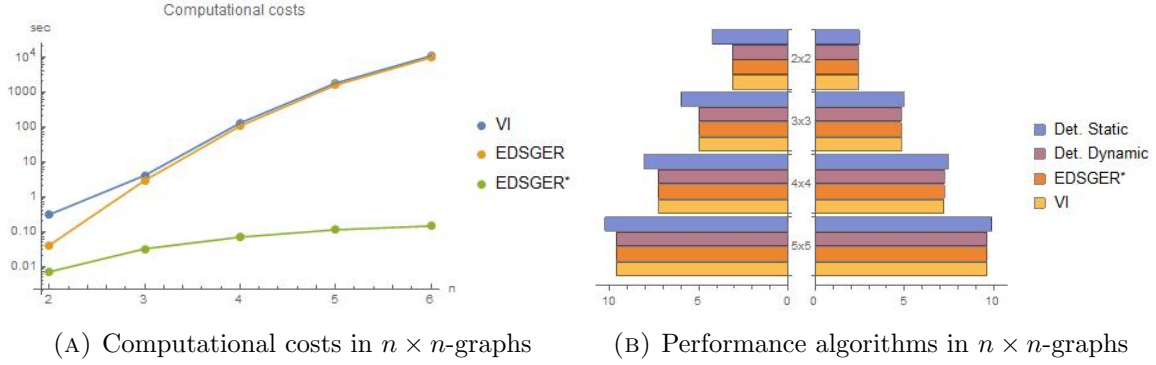 Computational costs
sec
10^4
1000
100
10
1
0.10
0.01
2 3 4 5 6 n
VI
EDSGER
EDSGER*
2x2
3x3
4x4
5x5
10 5 0 0 5 10
Det. Static
Det. Dynamic
EDSGER*
VI
(A) Computational costs in n × n-graphs
(B) Performance algorithms in n × n-graphs